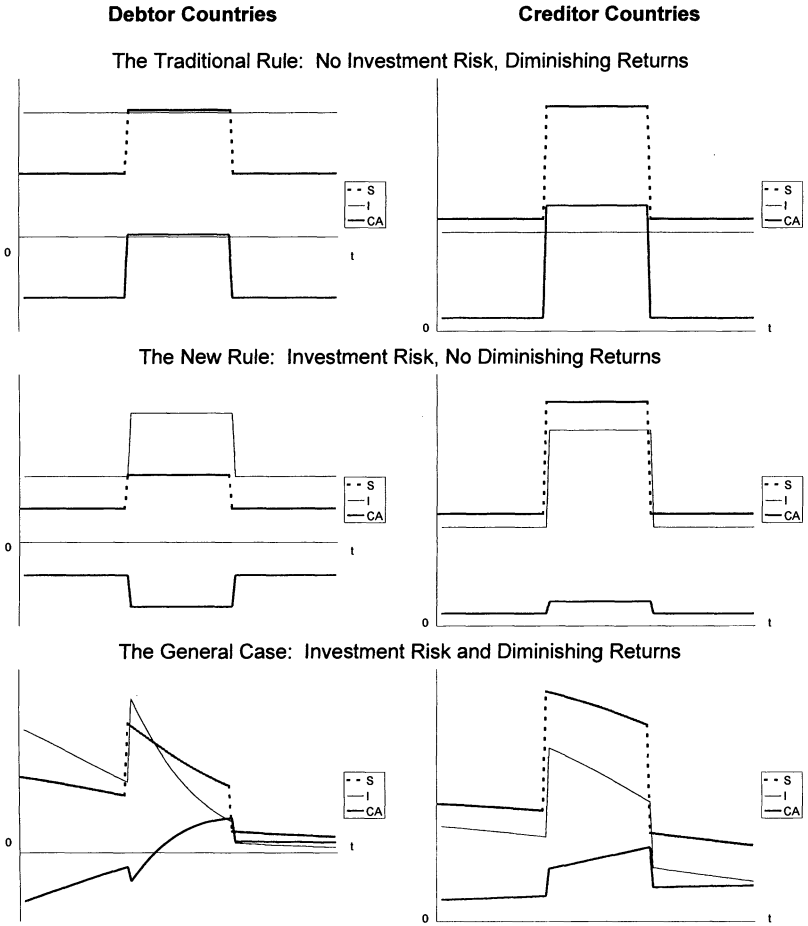 Debtor Countries
Creditor Countries
The Traditional Rule: No Investment Risk, Diminishing Returns
S
I
CA
0
t
S
I
CA
0
t
The New Rule: Investment Risk, No Diminishing Returns
S
I
CA
0
t
S
I
CA
0
t
The General Case: Investment Risk and Diminishing Returns
S
I
CA
0
t
S
I
CA
0
t